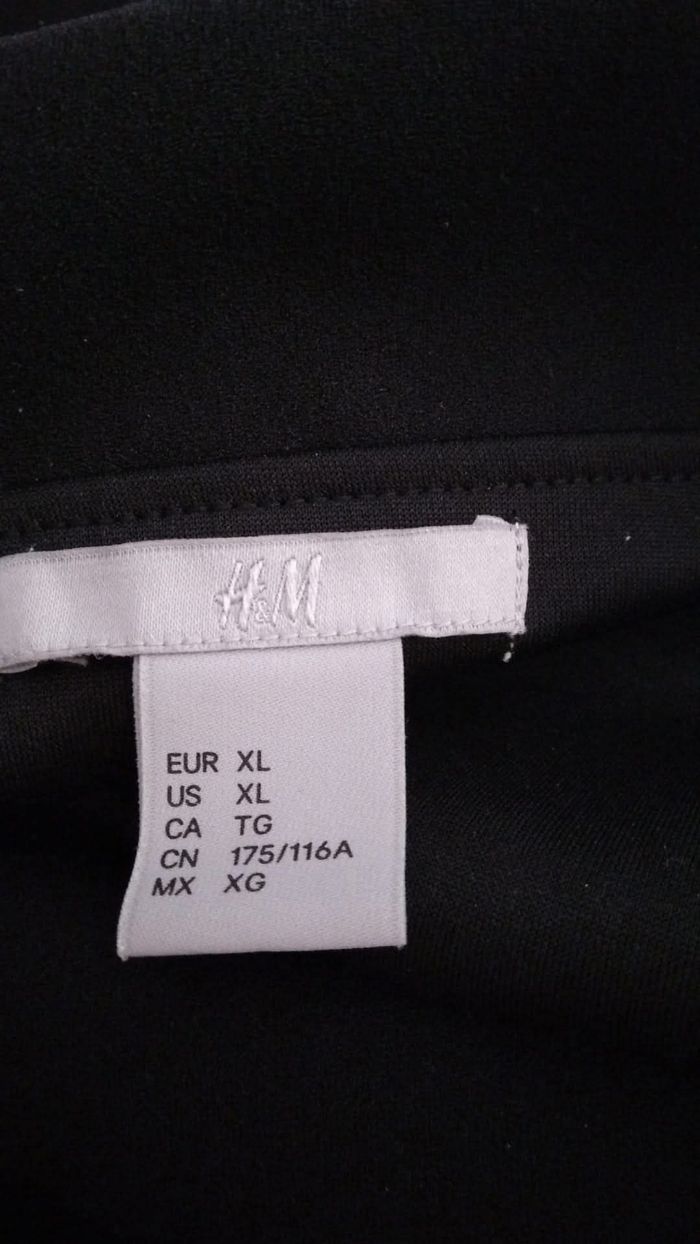 H&M
EUR XL
US XL
CA TG
CN 175/116A
MX XG